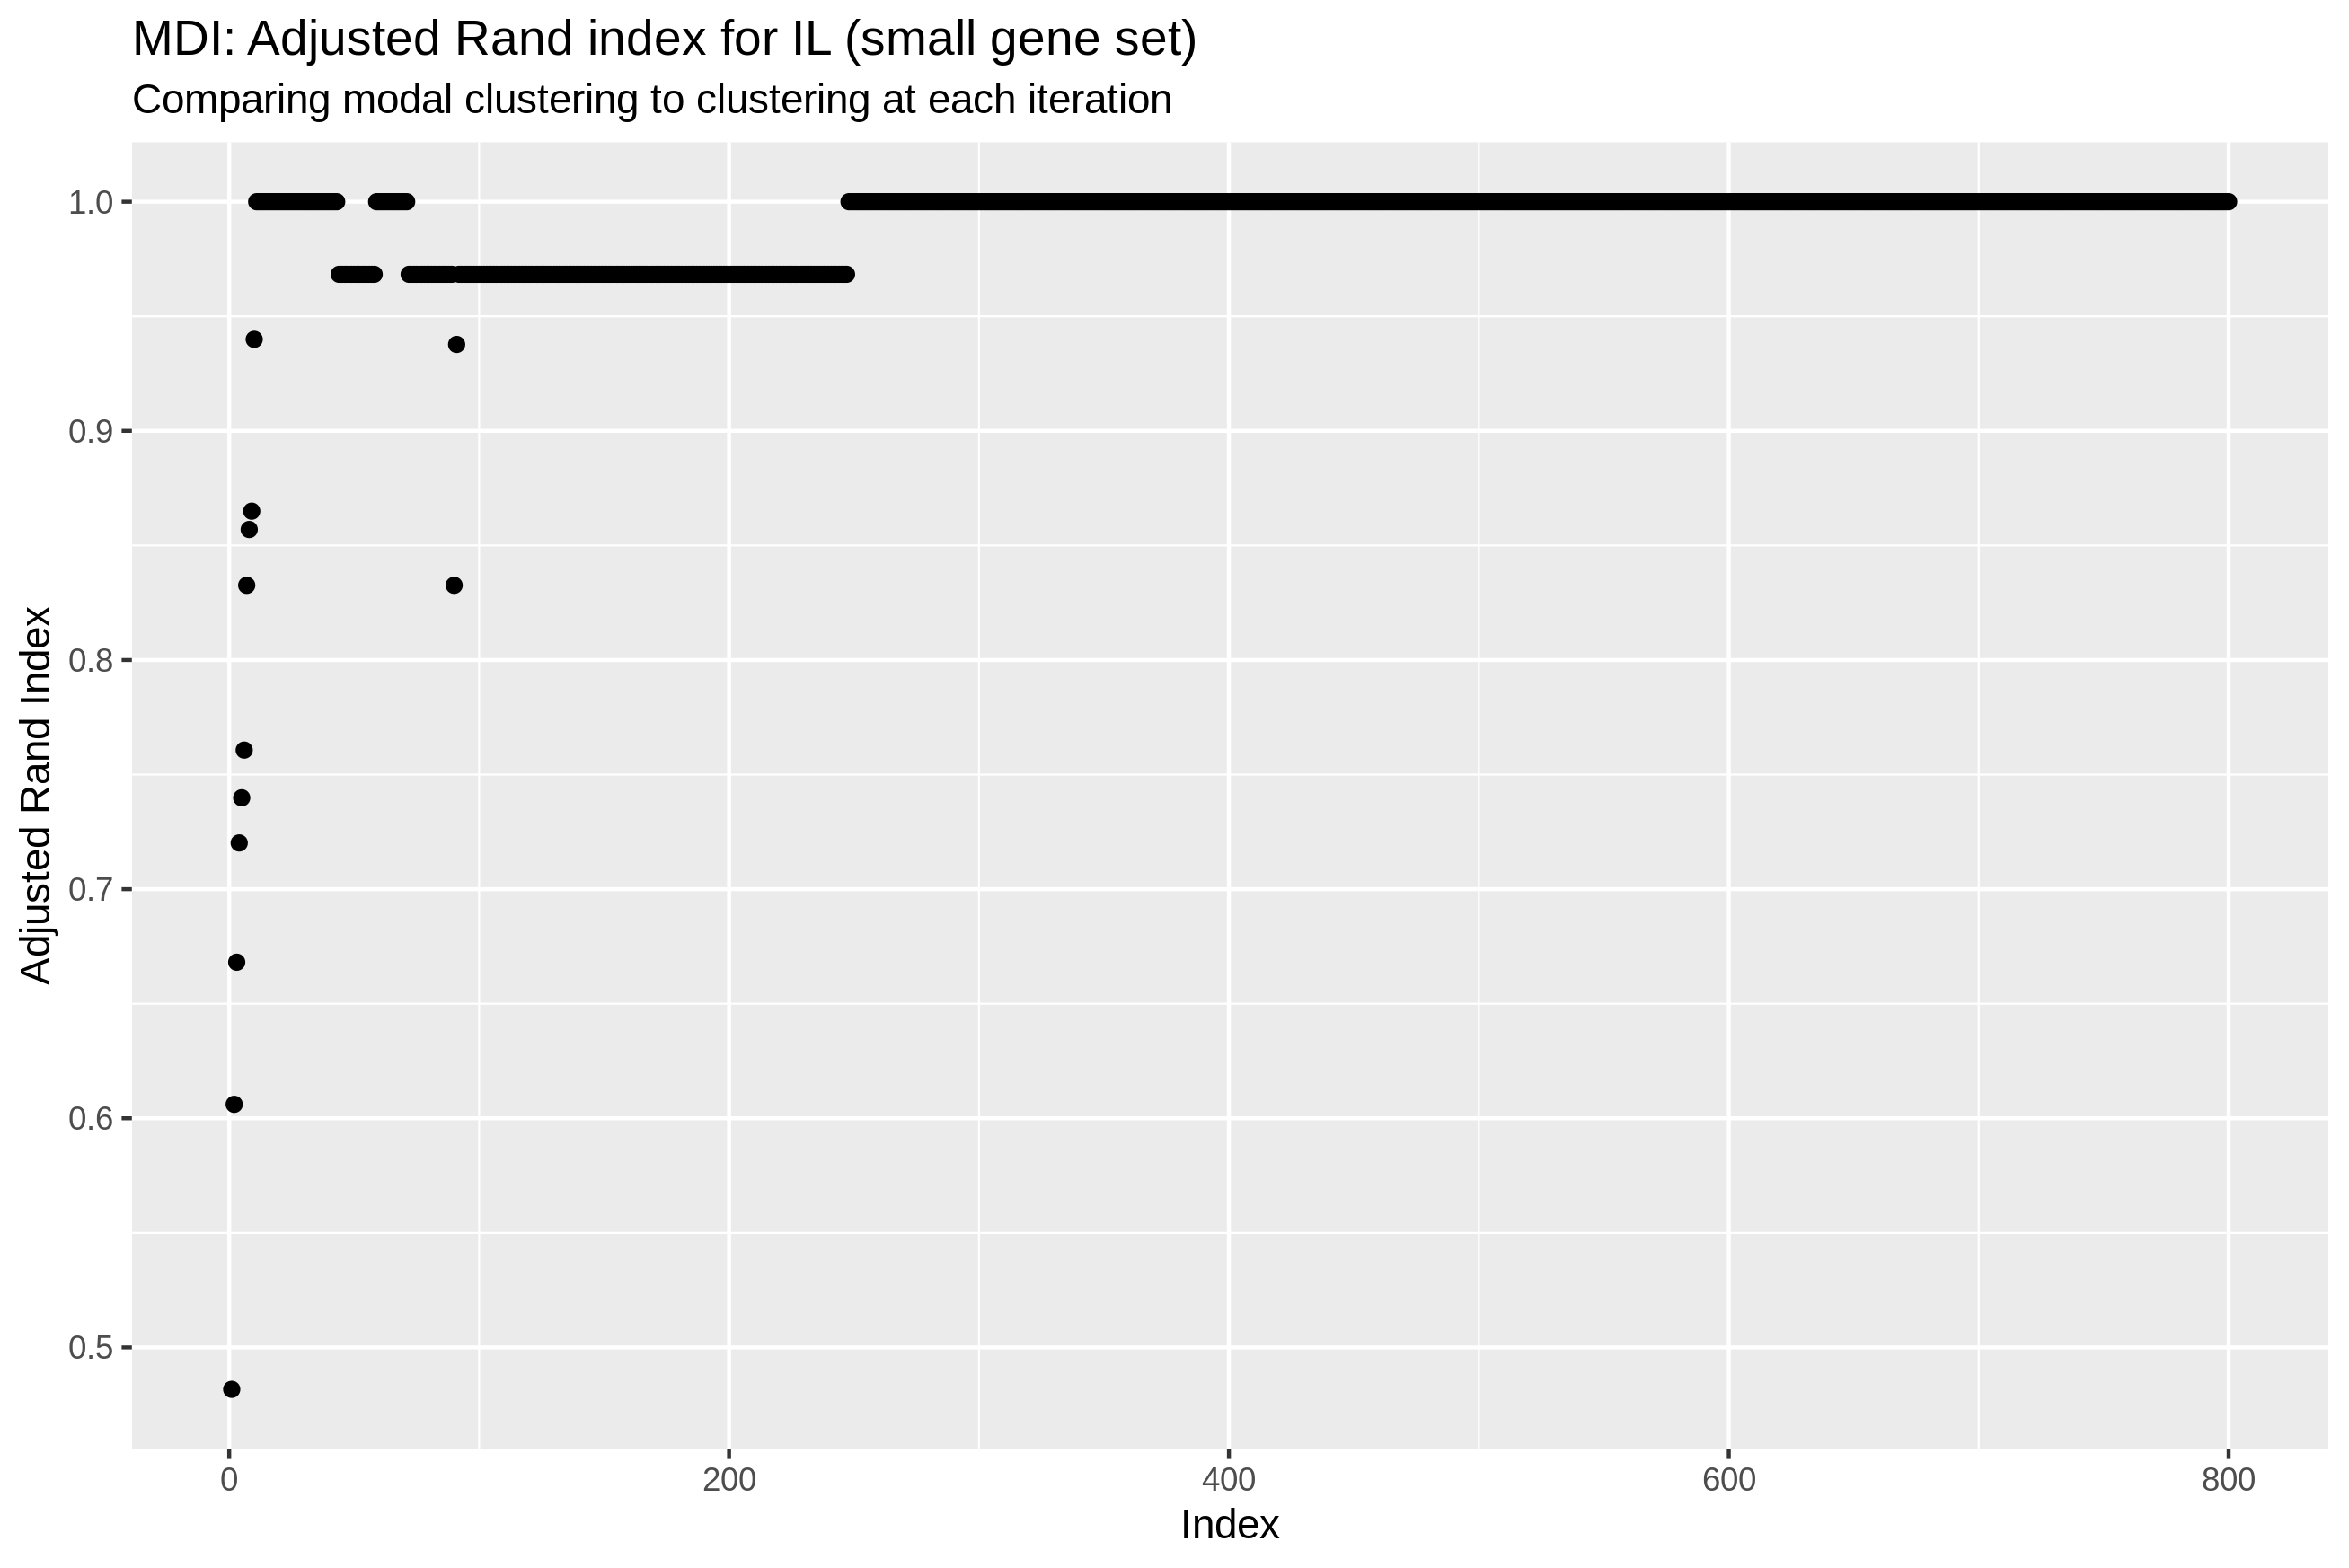 MDI: Adjusted Rand index for IL (small gene set)
Comparing modal clustering to clustering at each iteration
Adjusted Rand Index
1.0
0.9
0.8
0.7
0.6
0.5
0 200 400 600 800
Index